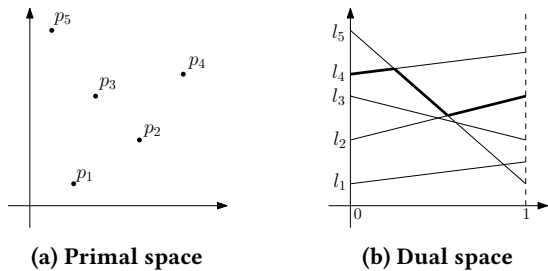 p5
p4
p3
p2
p1
(a) Primal space
l5
l4
l3
l2
l1
0
1
(b) Dual space